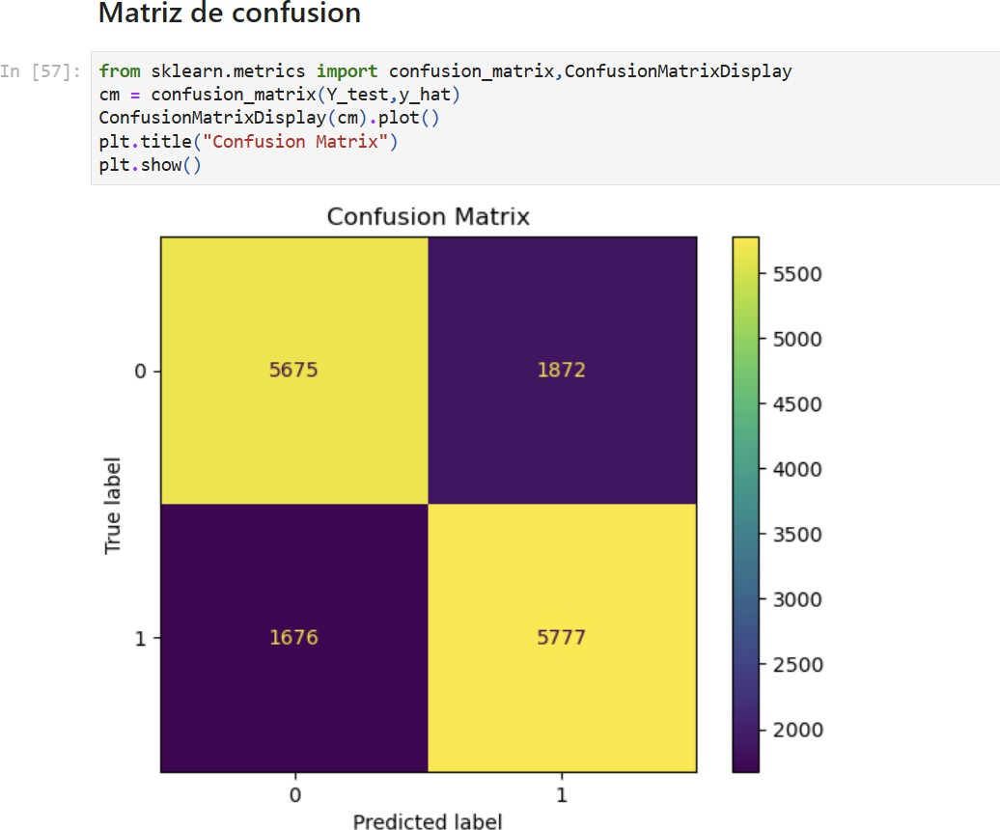 Matriz de confusion
In [57]:
from sklearn.metrics import confusion_matrix,ConfusionMatrixDisplay
cm = confusion_matrix(Y_test,y_hat)
ConfusionMatrixDisplay(cm).plot()
plt.title("Confusion Matrix")
plt.show()
Confusion Matrix
5500
5000
4500
4000
3500
3000
2500
2000
True label
0
5675
1872
1
1676
5777
0
1
Predicted label